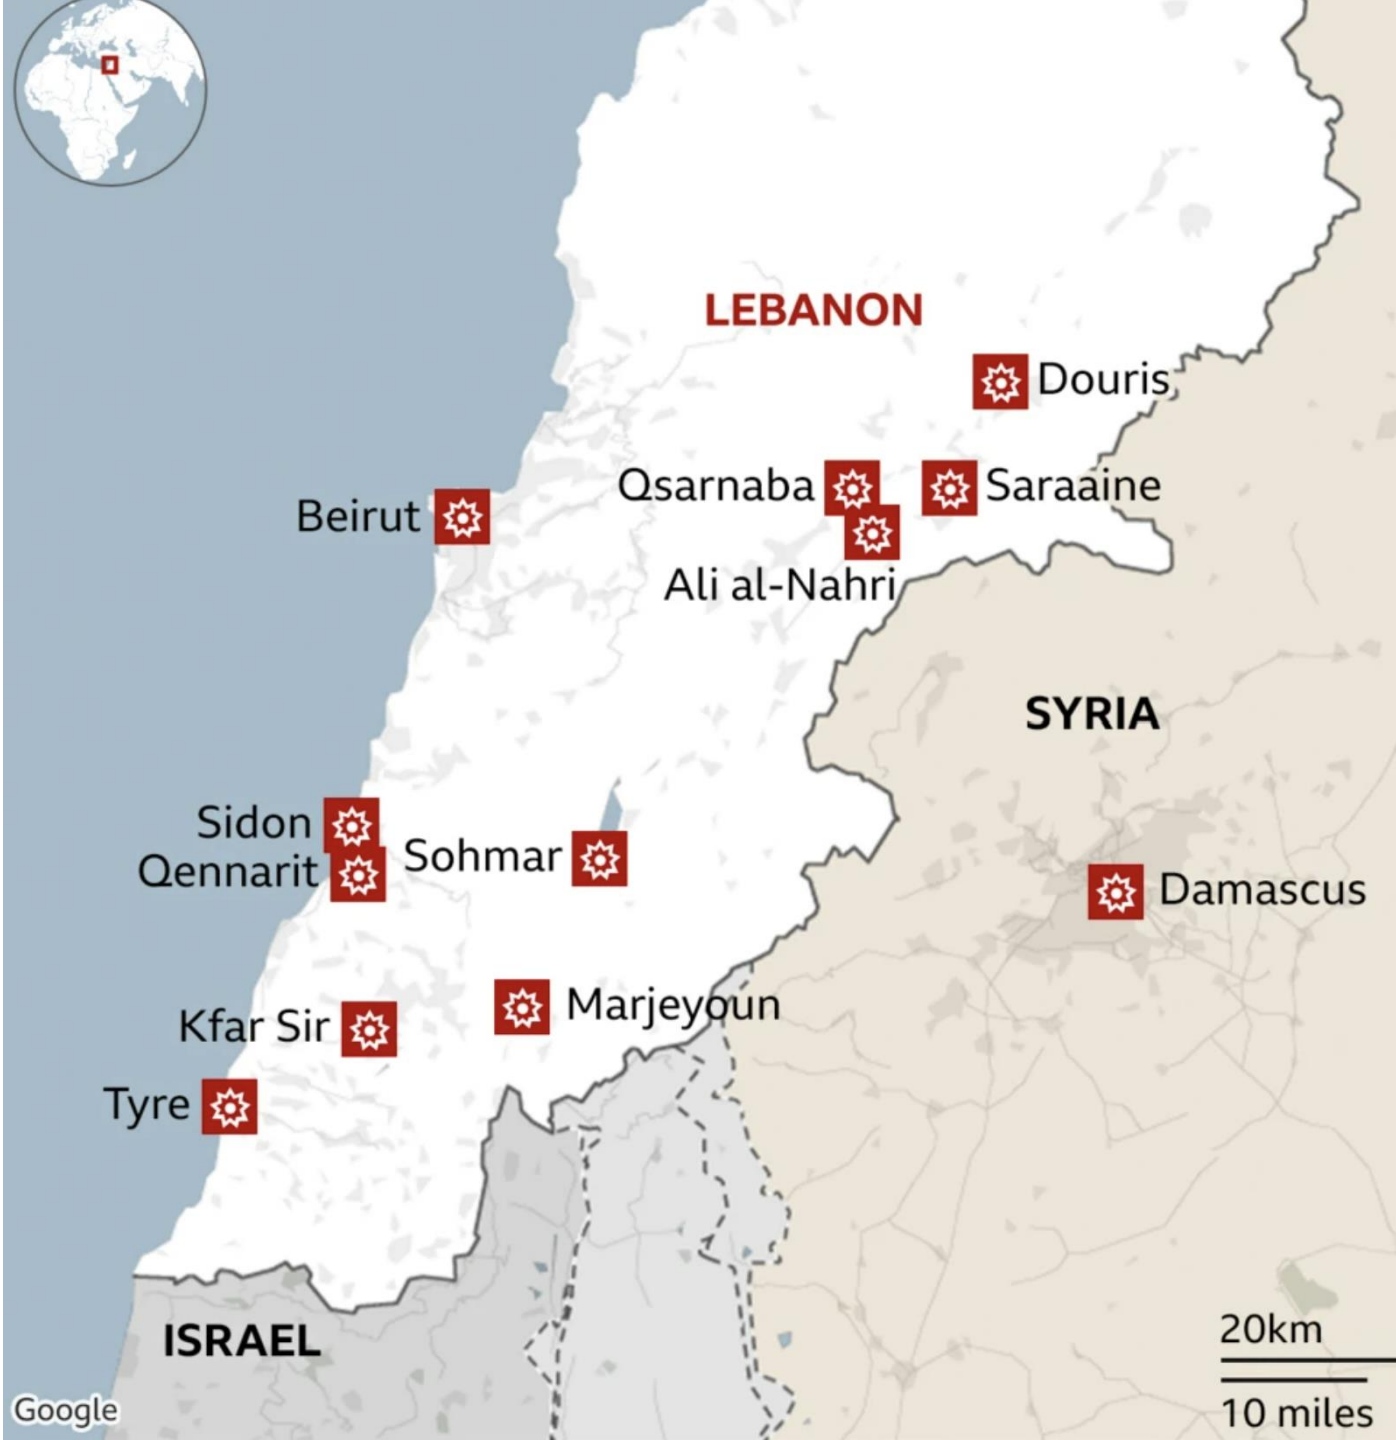 LEBANON
Douris
Qsarnaba
Saraaine
Beirut
Ali al-Nahri
SYRIA
Sidon
Qennarit
Sohmar
Damascus
Kfar Sir
Marjeyoun
Tyre
ISRAEL
20km
10 miles
Google